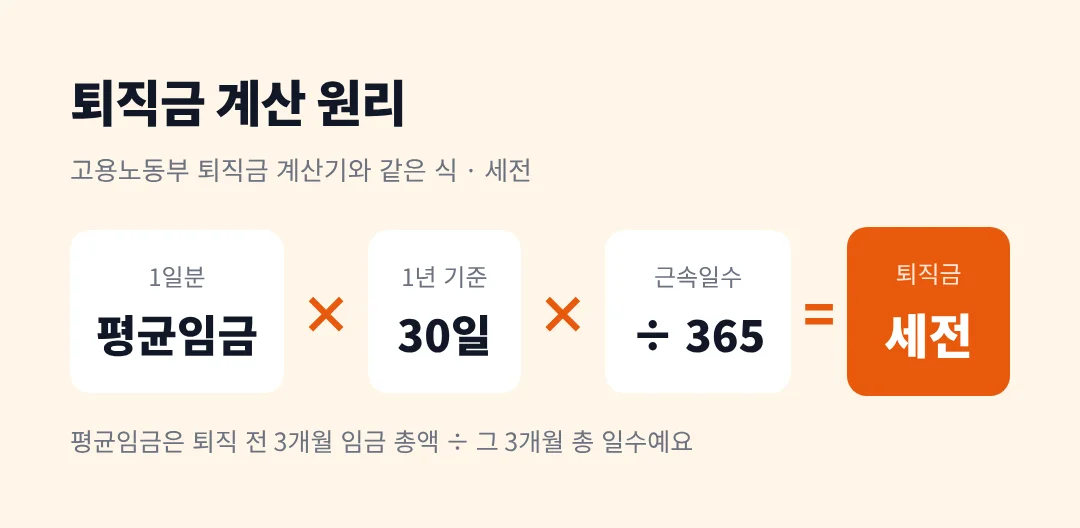 퇴직금 계산 원리
고용노동부 퇴직금 계산기와 같은 식 · 세전
1일분
평균임금
×
1년 기준
30일
×
근속일수
÷ 365
=
퇴직금
세전
평균임금은 퇴직 전 3개월 임금 총액 ÷ 그 3개월 총 일수예요